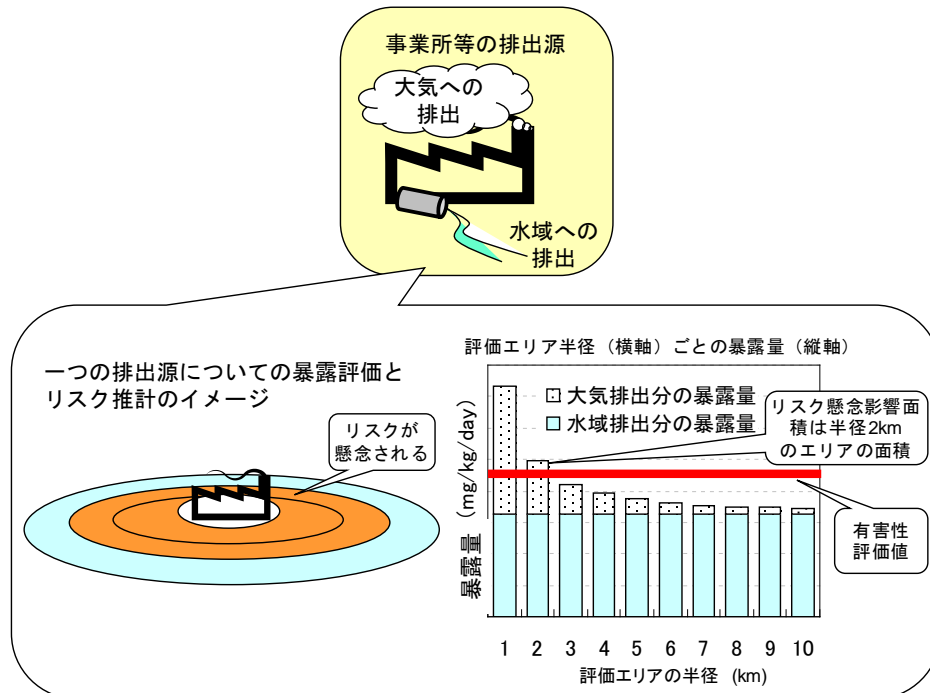 事業所等の排出源
大気への
排出
水域への
排出
一つの排出源についての暴露評価と
リスク推計のイメージ
リスクが
懸念される
評価エリア半径（横軸）ごとの暴露量（縦軸）
大気排出分の暴露量
水域排出分の暴露量
リスク懸念影響面
積は半径2km
のエリアの面積
有害性
評価値
暴露量 (mg/kg/day)
1 2 3 4 5 6 7 8 9 10
評価エリアの半径 (km)